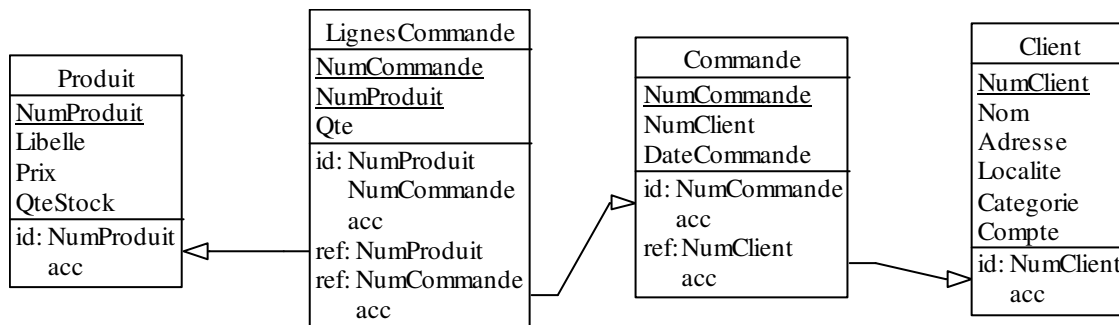 Produit
NumProduit
Libelle
Prix
QteStock
id: NumProduit
acc
LignesCommande
NumCommande
NumProduit
Qte
id: NumProduit
NumCommande
acc
ref: NumProduit
ref: NumCommande
acc
Commande
NumCommande
NumClient
DateCommande
id: NumCommande
acc
ref: NumClient
acc
Client
NumClient
Nom
Adresse
Localite
Categorie
Compte
id: NumClient
acc